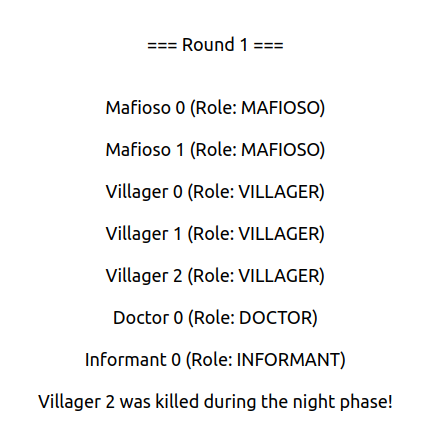 === Round 1 ===
Mafioso 0 (Role: MAFIOSO)
Mafioso 1 (Role: MAFIOSO)
Villager 0 (Role: VILLAGER)
Villager 1 (Role: VILLAGER)
Villager 2 (Role: VILLAGER)
Doctor 0 (Role: DOCTOR)
Informant 0 (Role: INFORMANT)
Villager 2 was killed during the night phase!